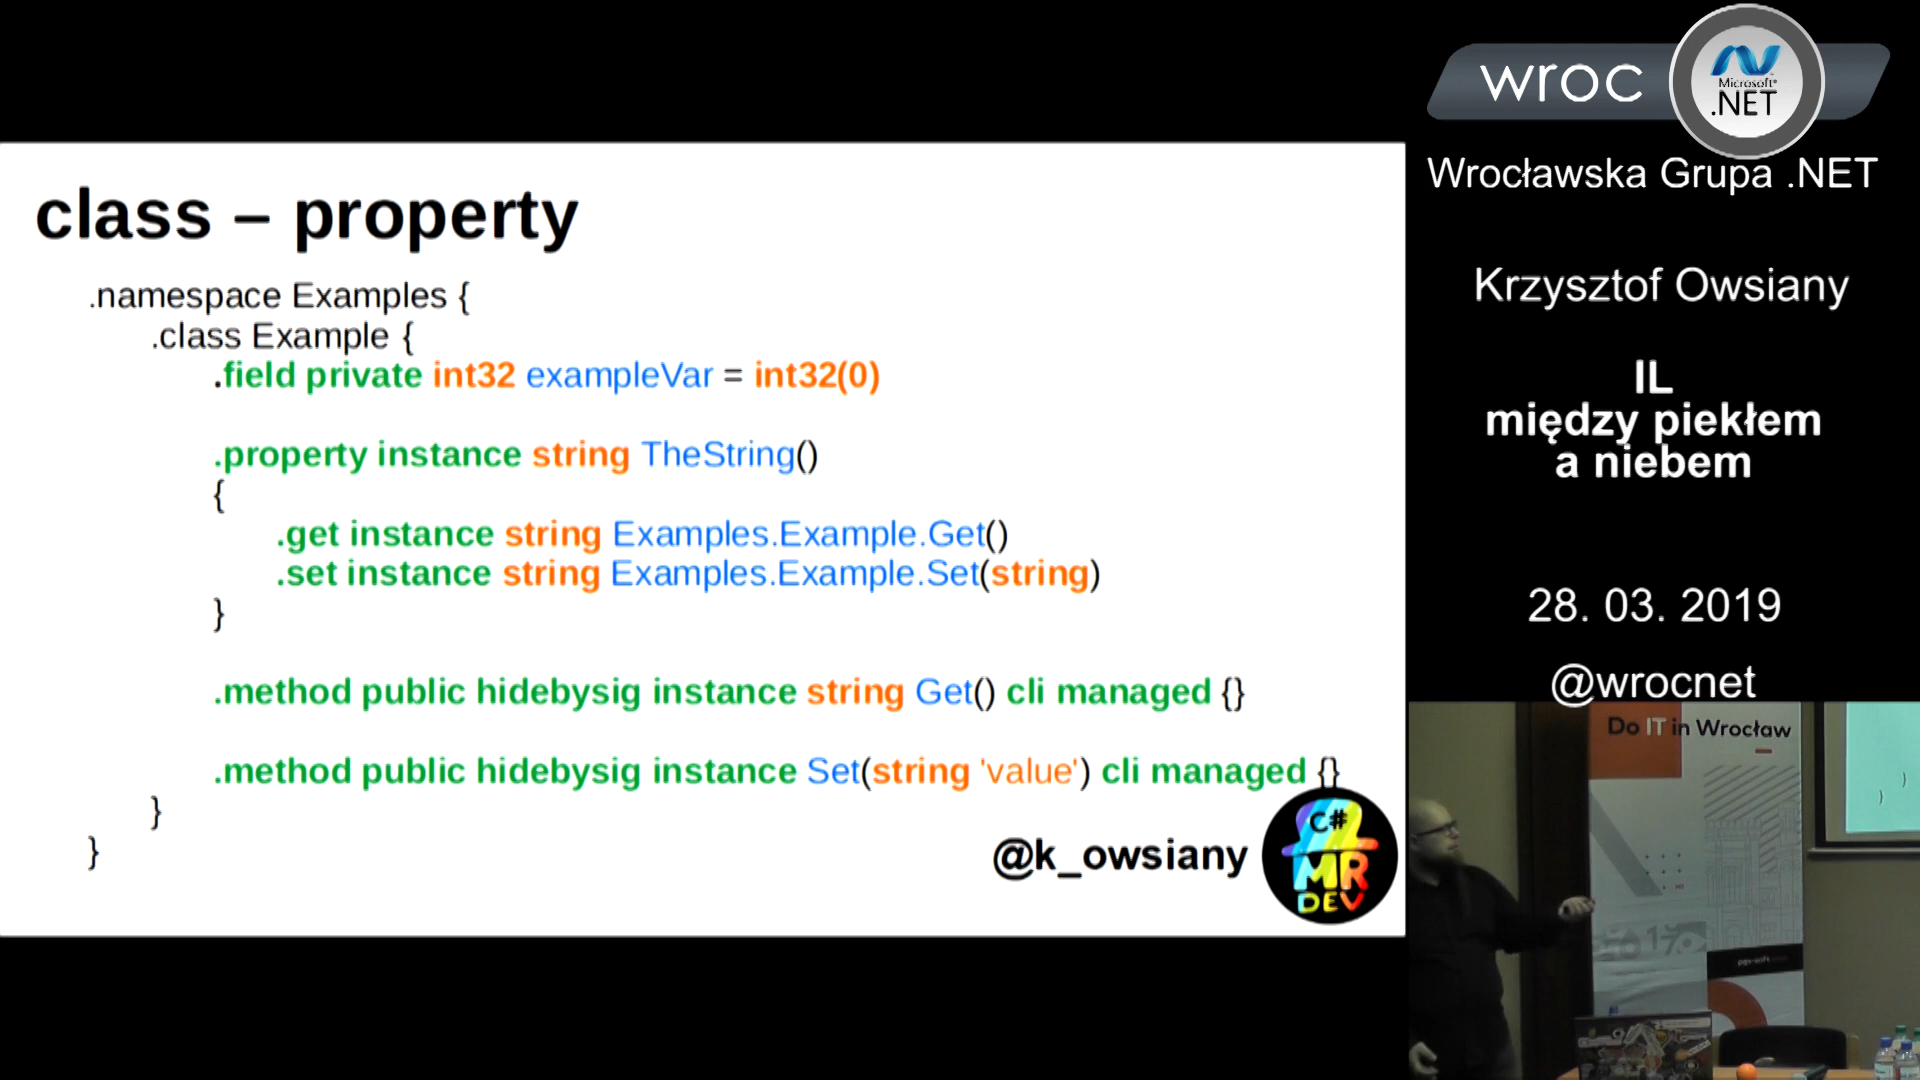 class – property
.namespace Examples {
.class Example {
.field private int32 exampleVar = int32(0)
.property instance string TheString()
{
.get instance string Examples.Example.Get()
.set instance string Examples.Example.Set(string)
}
.method public hidebysig instance string Get() cli managed {}
.method public hidebysig instance Set(string 'value') cli managed {}
}
}
@k_owsiany
C#
MR
DEV
wroc
Microsoft®
.NET
Wrocławska Grupa .NET
Krzysztof Owsiany
IL
między piekłem
a niebem
28. 03. 2019
@wrocnet
Do IT in Wrocław
2017
}
}